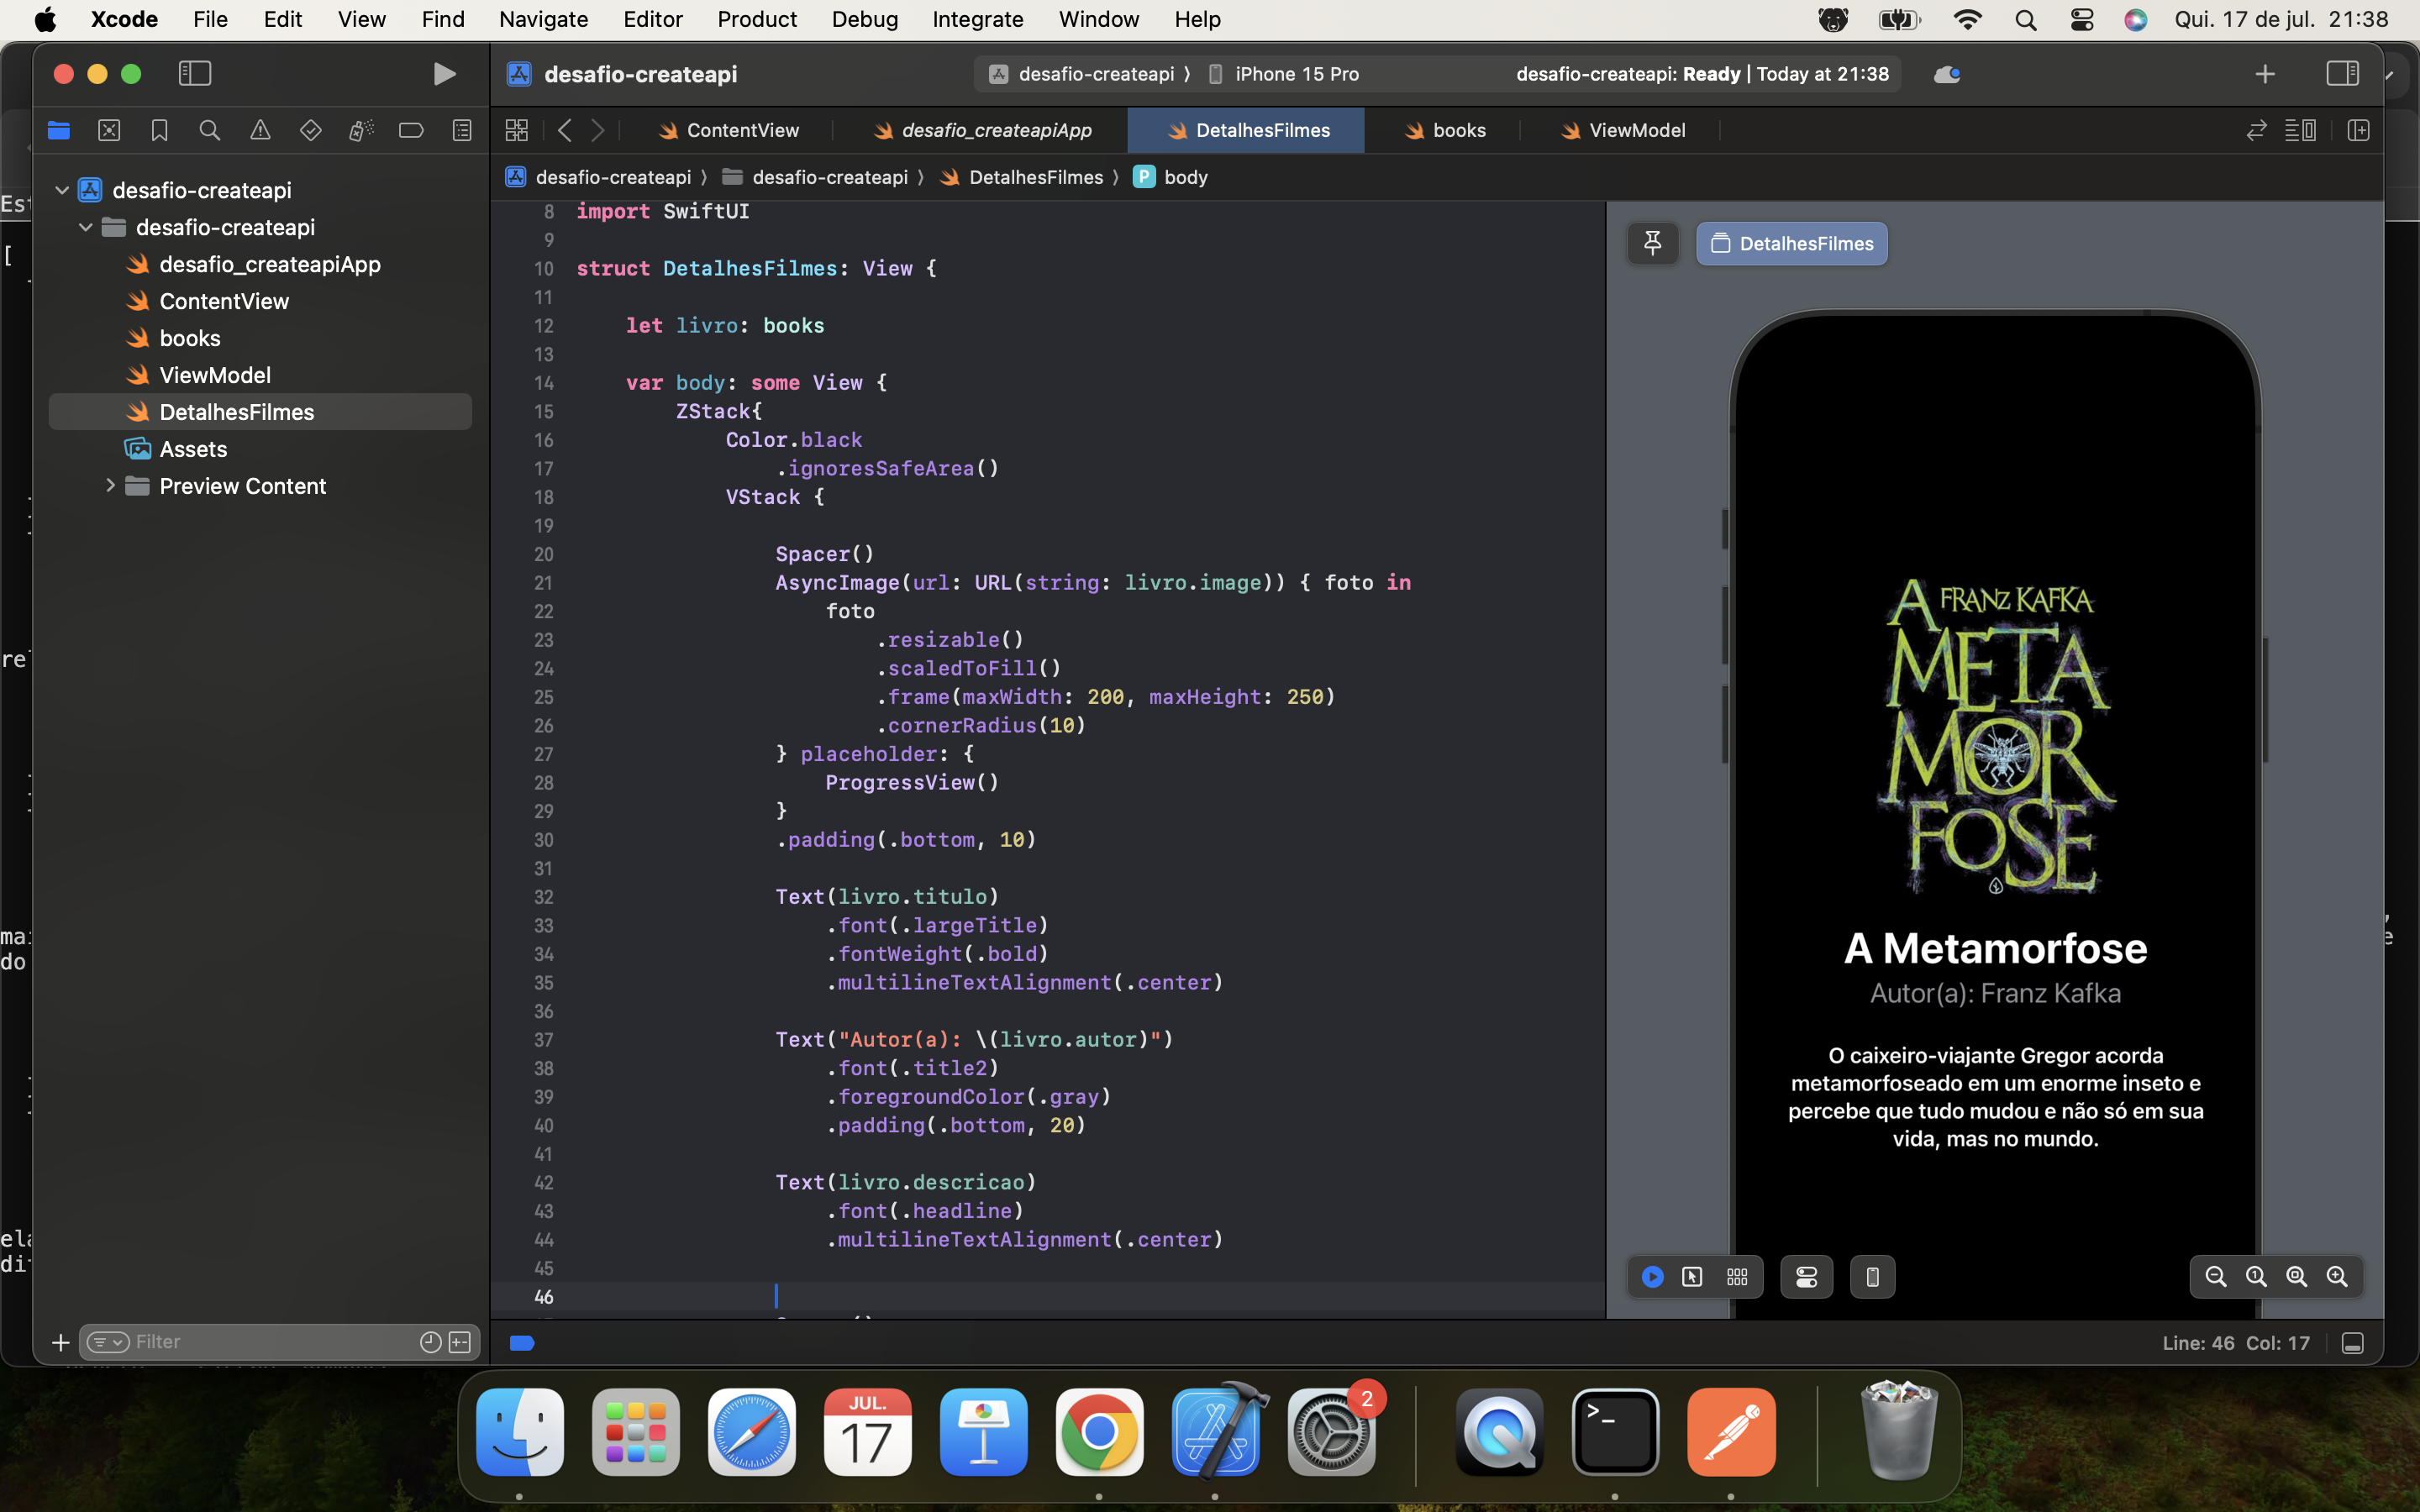 Xcode File Edit View Find Navigate Editor Product Debug Integrate Window Help Qui. 17 de jul. 21:38
desafio-createapi desafio-createapi 〉 iPhone 15 Pro desafio-createapi: Ready | Today at 21:38
ContentView desafio_createapiApp DetalhesFilmes books ViewModel
desafio-createapi 〉 desafio-createapi 〉 DetalhesFilmes 〉 P body
desafio-createapi
desafio-createapi
desafio_createapiApp
ContentView
books
ViewModel
DetalhesFilmes
Assets
Preview Content
Filter
8 import SwiftUI
9
10 struct DetalhesFilmes: View {
11
12 let livro: books
13
14 var body: some View {
15 ZStack{
16 Color.black
17 .ignoresSafeArea()
18 VStack {
19
20 Spacer()
21 AsyncImage(url: URL(string: livro.image)) { foto in
22 foto
23 .resizable()
24 .scaledToFill()
25 .frame(maxWidth: 200, maxHeight: 250)
26 .cornerRadius(10)
27 } placeholder: {
28 ProgressView()
29 }
30 .padding(.bottom, 10)
31
32 Text(livro.titulo)
33 .font(.largeTitle)
34 .fontWeight(.bold)
35 .multilineTextAlignment(.center)
36
37 Text("Autor(a): \(livro.autor)")
38 .font(.title2)
39 .foregroundColor(.gray)
40 .padding(.bottom, 20)
41
42 Text(livro.descricao)
43 .font(.headline)
44 .multilineTextAlignment(.center)
45
46
DetalhesFilmes
A FRANZ KAFKA
META
MOR
FOSE
A Metamorfose
Autor(a): Franz Kafka
O caixeiro-viajante Gregor acorda
metamorfoseado em um enorme inseto e
percebe que tudo mudou e não só em sua
vida, mas no mundo.
Line: 46 Col: 17
JUL.
17
2